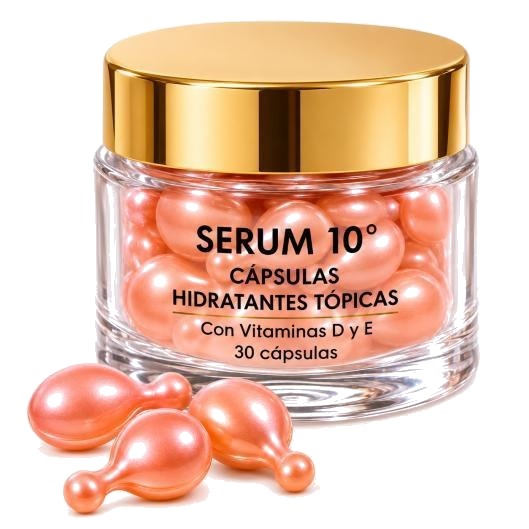 SERUM 10°
CÁPSULAS
HIDRATANTES TÓPICAS
Con Vitaminas D y E
30 cápsulas